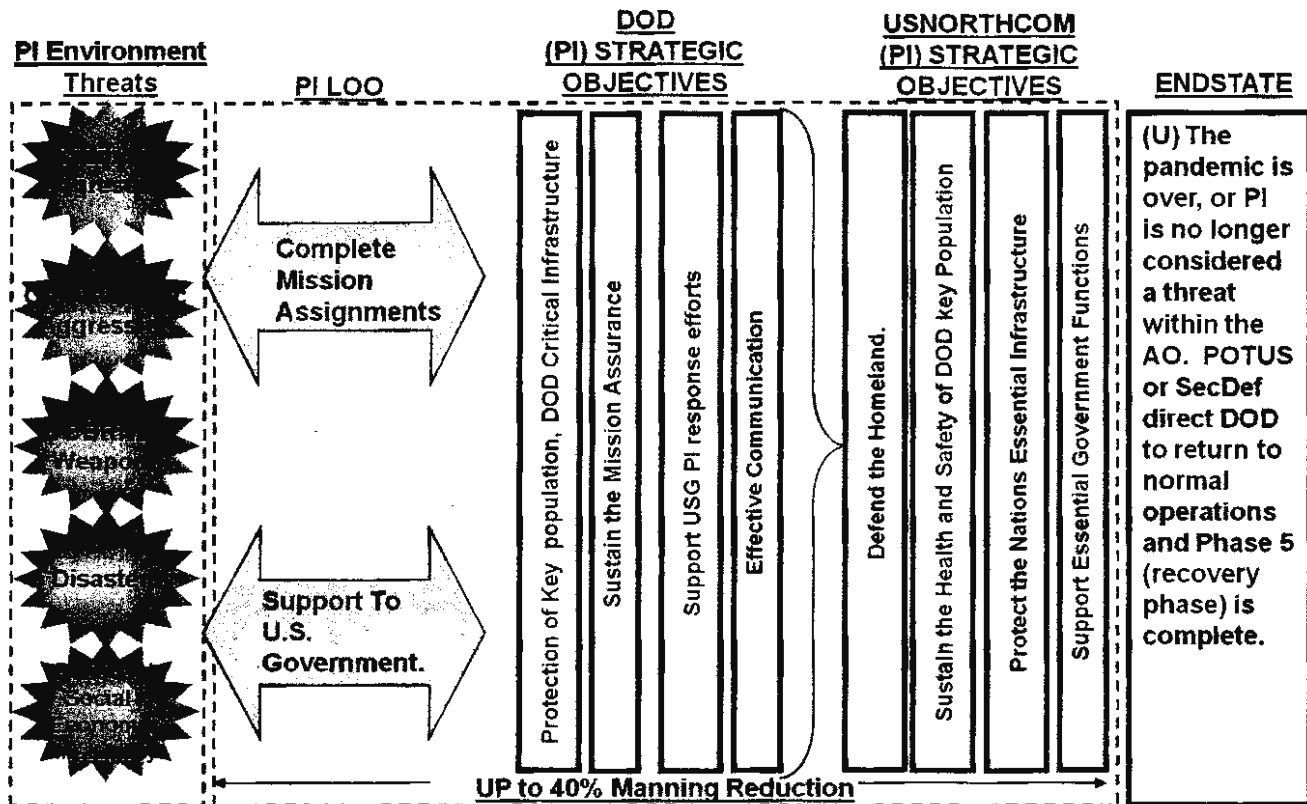 PI Environment
Threats
PI LOO
DOD
(PI) STRATEGIC
OBJECTIVES
USNORTHCOM
(PI) STRATEGIC
OBJECTIVES
ENDSTATE
Weapo
Disaste
Social
Complete
Mission
Assignments
Support To
U.S.
Government.
Protection of Key population, DOD Critical Infrastructure
Sustain the Mission Assurance
Support USG PI response efforts
Effective Communication
Defend the Homeland.
Sustain the Health and Safety of DOD key Population
Protect the Nations Essential Infrastructure
Support Essential Government Functions
(U) The
pandemic is
over, or PI
is no longer
considered
a threat
within the
AO. POTUS
or SecDef
direct DOD
to return to
normal
operations
and Phase 5
(recovery
phase) is
complete.
UP to 40% Manning Reduction